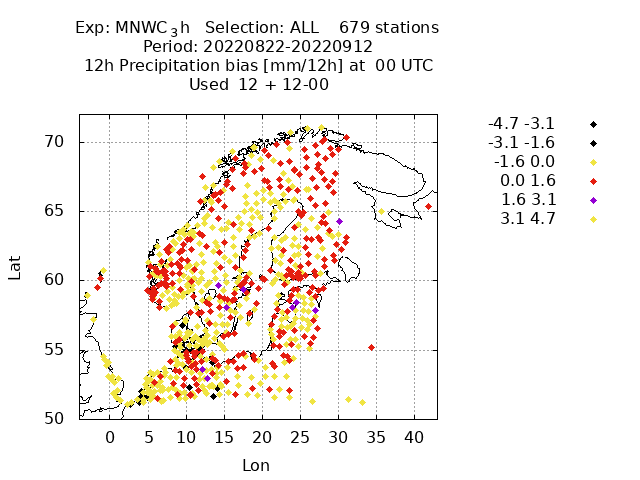 Exp: MNWC_3h Selection: ALL 679 stations
Period: 20220822-20220912
12h Precipitation bias [mm/12h] at 00 UTC
Used 12 + 12-00
-4.7 -3.1
-3.1 -1.6
-1.6 0.0
0.0 1.6
1.6 3.1
3.1 4.7
70
65
60
55
50
Lat
0 5 10 15 20 25 30 35 40
Lon